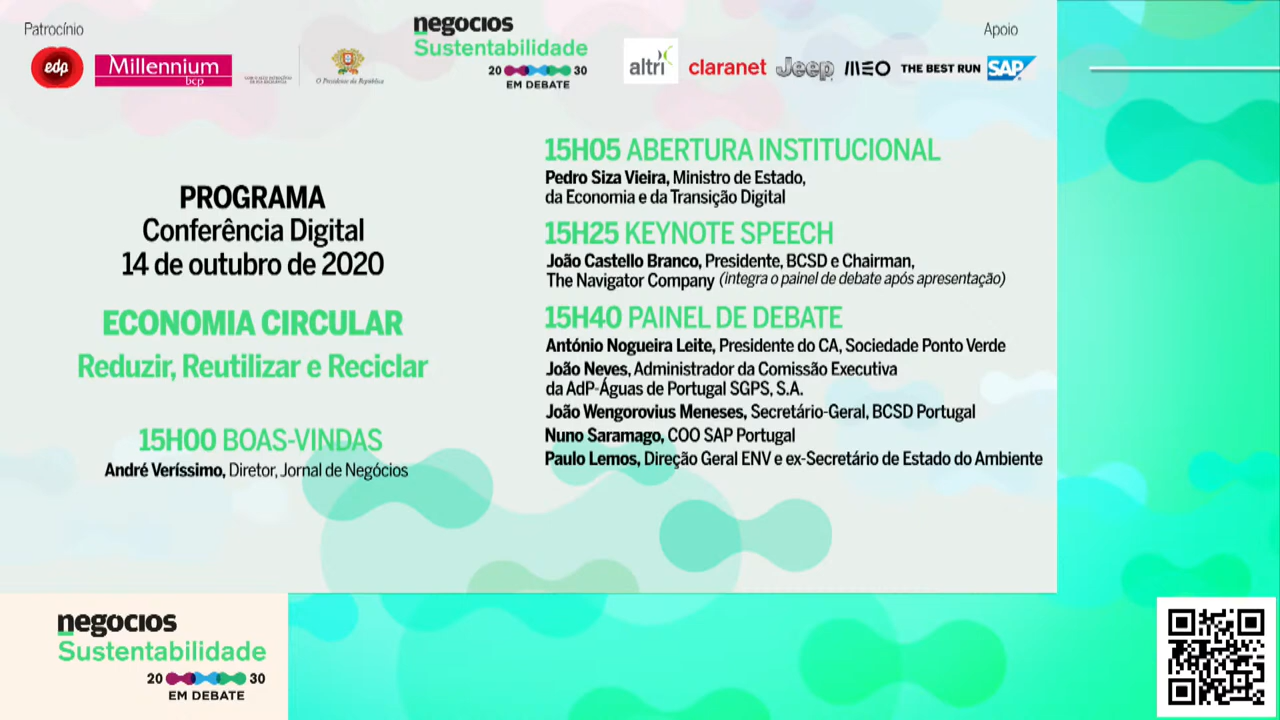 Patrocínio
edp
Millennium
bcp
O Presidente da República
negocios
Sustentabilidade
20 30
EM DEBATE
Apoio
altri
claranet
Jeep
MEO
THE BEST RUN SAP
PROGRAMA
Conferência Digital
14 de outubro de 2020
ECONOMIA CIRCULAR
Reduzir, Reutilizar e Reciclar
15H00 BOAS-VINDAS
André Veríssimo, Diretor, Jornal de Negócios
15H05 ABERTURA INSTITUCIONAL
Pedro Siza Vieira, Ministro de Estado,
da Economia e da Transição Digital
15H25 KEYNOTE SPEECH
João Castello Branco, Presidente, BCSD e Chairman,
The Navigator Company (integra o painel de debate após apresentação)
15H40 PAINEL DE DEBATE
António Nogueira Leite, Presidente do CA, Sociedade Ponto Verde
João Neves, Administrador da Comissão Executiva
da AdP-Águas de Portugal SGPS, S.A.
João Wengorovius Meneses, Secretário-Geral, BCSD Portugal
Nuno Saramago, COO SAP Portugal
Paulo Lemos, Direção Geral ENV e ex-Secretário de Estado do Ambiente
negocios
Sustentabilidade
20 30
EM DEBATE